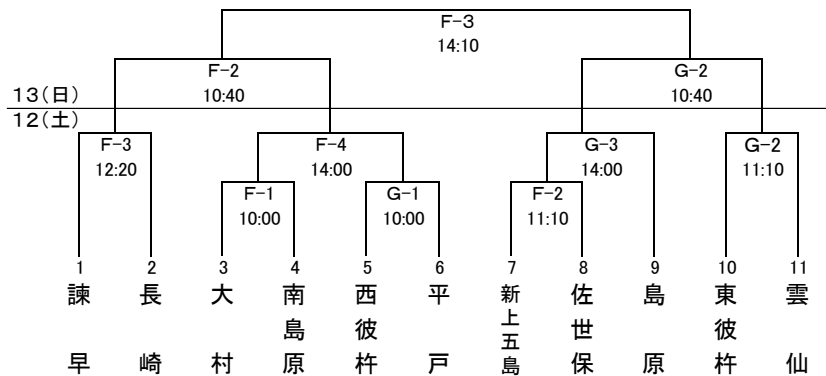 F-3
14:10
F-2
G-2
10:40
10:40
13(日)
12(土)
F-3
F-4
G-3
G-2
12:20
14:00
14:00
11:10
F-1
G-1
F-2
10:00
10:00
11:10
1
2
3
4
5
6
7
8
9
10
11
諫早
長崎
大村
南島原
西彼杵
平戸
新上五島
佐世保
島原
東彼杵
雲仙